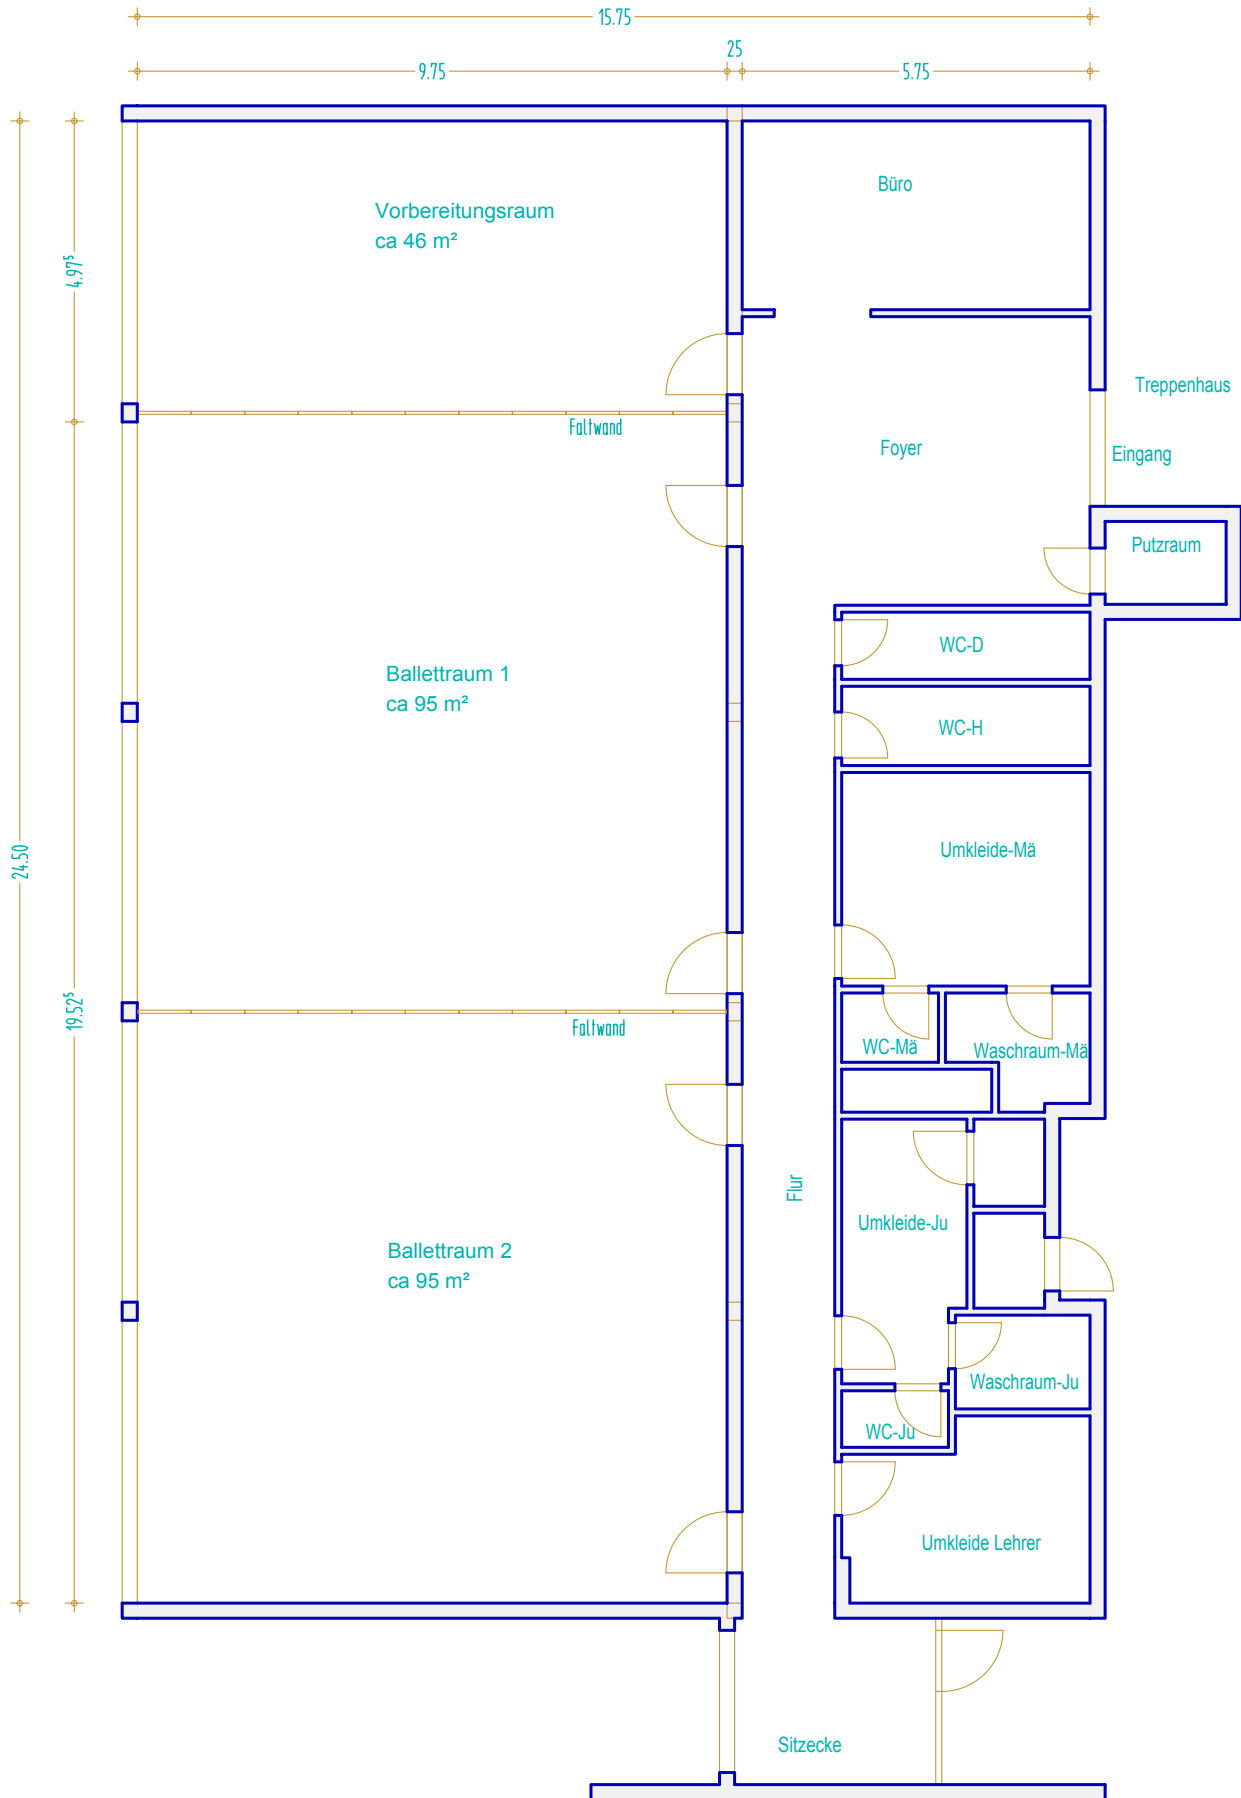 15.75
25
9.75
5.75
Büro
Vorbereitungsraum
ca 46 m²
4.97⁵
Treppenhaus
Faltwand
Foyer
Eingang
Putzraum
WC-D
Ballettraum 1
ca 95 m²
WC-H
Umkleide-Mä
24.50
19.52⁵
Faltwand
WC-Mä
Waschraum-Mä
Flur
Umkleide-Ju
Ballettraum 2
ca 95 m²
Waschraum-Ju
WC-Ju
Umkleide Lehrer
Sitzecke